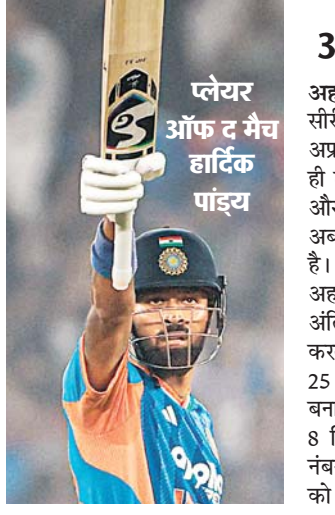 प्लेयर
ऑफ द मैच
हार्दिक
पांड्य
3
अह
सीरी
अप्र
ही
और
अब
है।
अह
अंति
कर
25
बना
8 वि
नंब
को